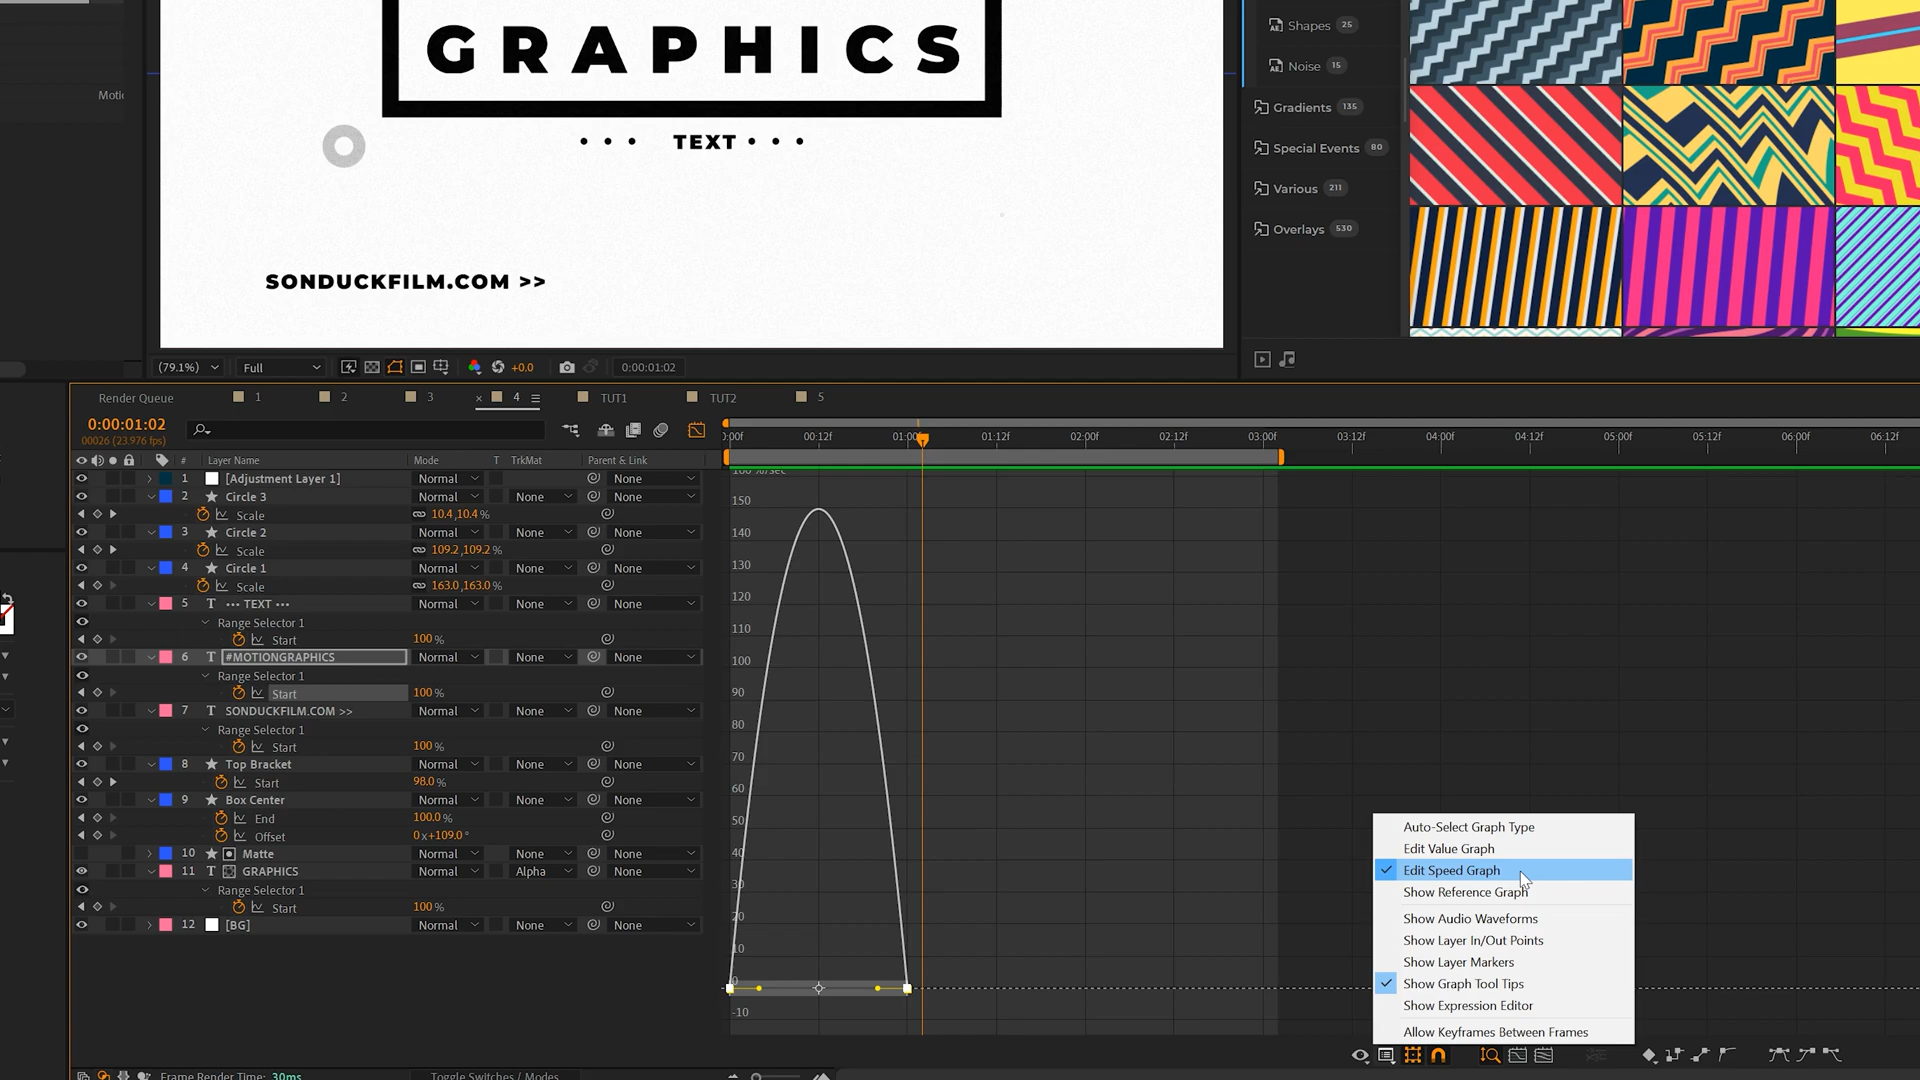 GRAPHICS
• • • TEXT • • •
SONDUCKFILM.COM >>
Shapes 25
Noise 15
Gradients 135
Special Events 80
Various 211
Overlays 530
(79.1%) Full +0.0 0:00:01:02
Render Queue 1 2 3 × 4 TUT1 TUT2 5
0:00:01:02
00026 (23.976 fps)
00:12f 01:00f 01:12f 02:00f 02:12f 03:00f 03:12f 04:00f 04:12f 05:00f 05:12f 06:00f 06:12f
# Layer Name Mode T TrkMat Parent & Link
1 [Adjustment Layer 1] Normal None
2 Circle 3 Normal None None
Scale 10.4,10.4 %
3 Circle 2 Normal None None
Scale 109.2,109.2 %
4 Circle 1 Normal None None
Scale 163.0,163.0 %
5 T ••• TEXT ••• Normal None None
Range Selector 1
Start 100 %
6 T #MOTIONGRAPHICS Normal None None
Range Selector 1
Start 100 %
7 T SONDUCKFILM.COM >> Normal None None
Range Selector 1
Start 100 %
8 Top Bracket Normal None None
Start 98.0 %
9 Box Center Normal None None
End 100.0 %
Offset 0 x+109.0 °
10 Matte Normal None None
11 T GRAPHICS Normal Alpha None
Range Selector 1
Start 100 %
12 [BG] Normal None None
150
140
130
120
110
100
90
80
70
60
50
40
30
20
10
0
-10
Auto-Select Graph Type
Edit Value Graph
Edit Speed Graph
Show Reference Graph
Show Audio Waveforms
Show Layer In/Out Points
Show Layer Markers
Show Graph Tool Tips
Show Expression Editor
Allow Keyframes Between Frames
Frame Render Time: 30ms Toggle Switches / Modes